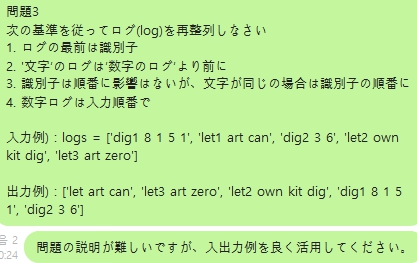 問題3
次の基準を従ってログ(log)を再整列しなさい
1. ログの最前は識別子
2. '文字'のログは'数字のログ'より前に
3. 識別子は順番に影響はないが、文字が同じの場合は識別子の順番に
4. 数字ログは入力順番で
入力例) : logs = ['dig1 8 1 5 1', 'let1 art can', 'dig2 3 6', 'let2 own
kit dig', 'let3 art zero']
出力例) : ['let art can', 'let3 art zero', 'let2 own kit dig', 'dig1 8 1 5
1', 'dig2 3 6']
음 2
0:24
問題の説明が難しいですが、入出力例を良く活用してください。